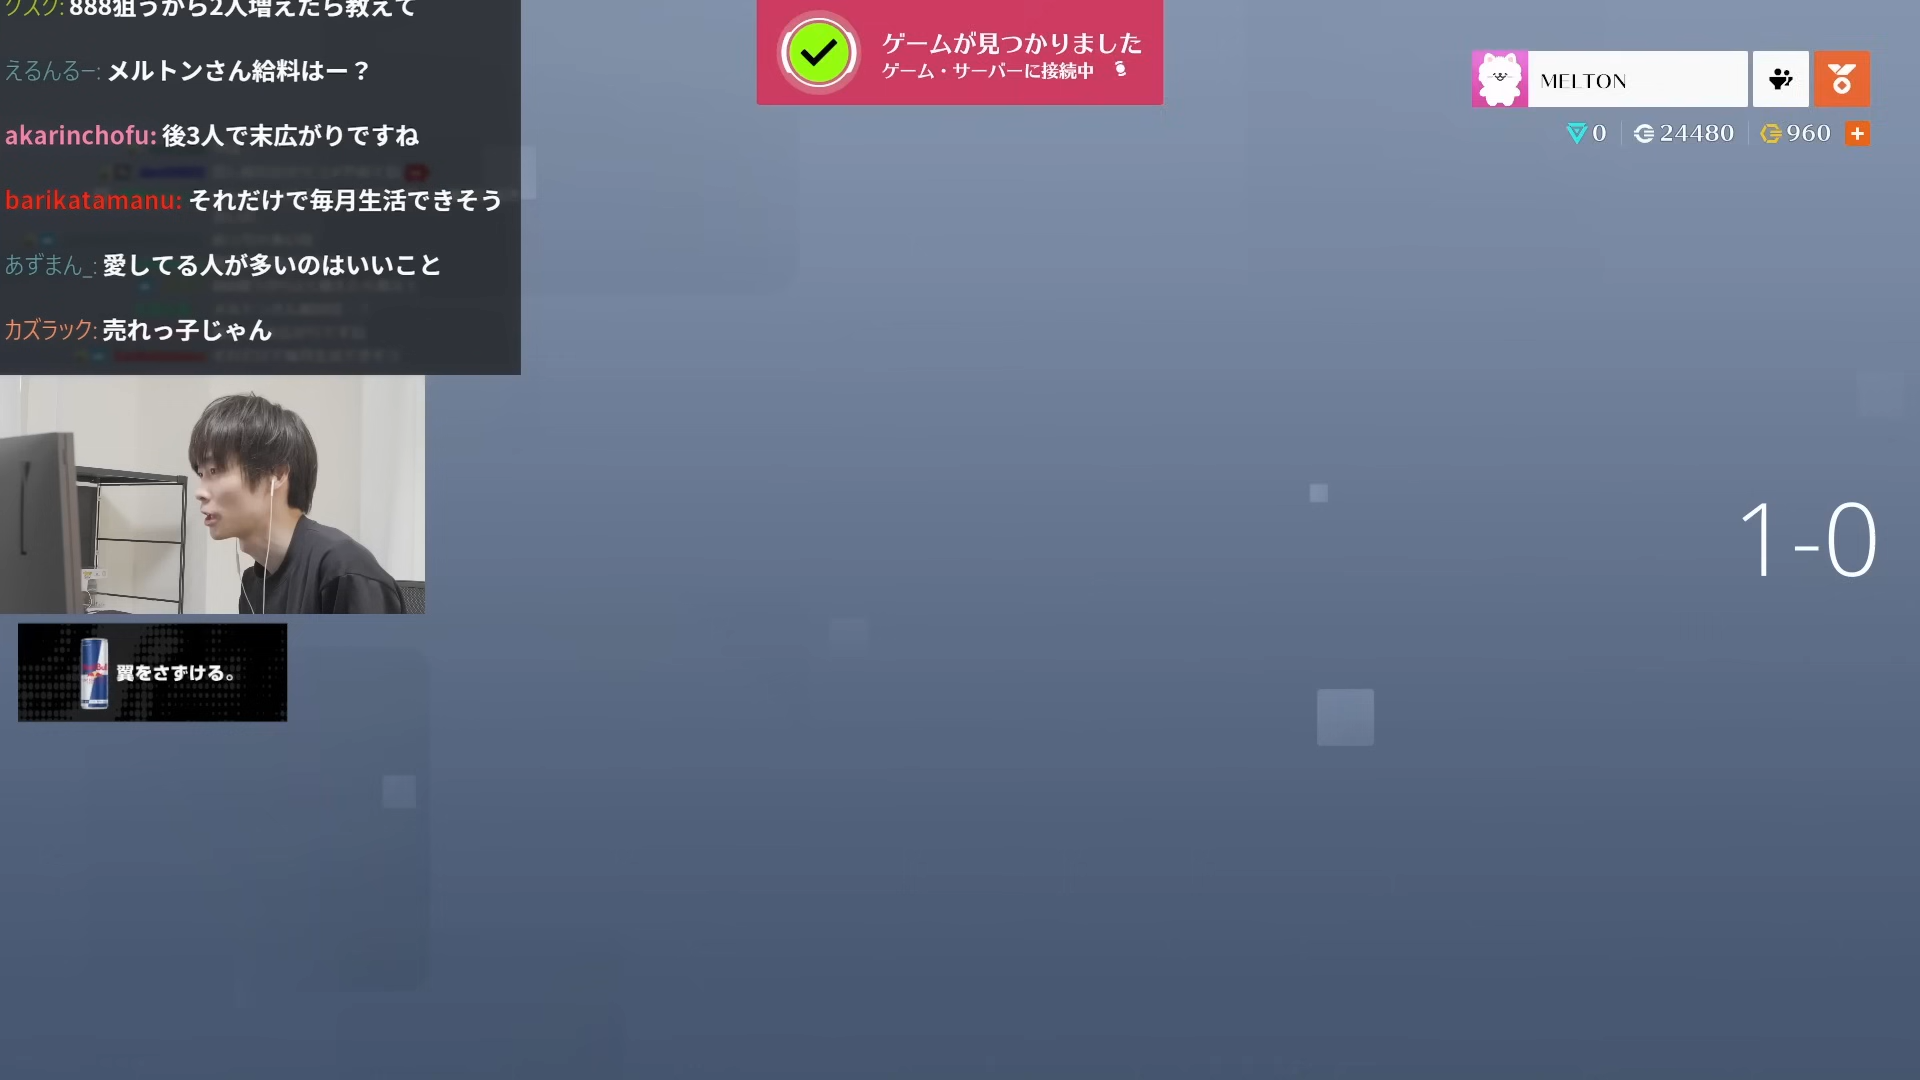 クスク: 888狙うから2人増えたら教えて
えるんるー: メルトンさん給料はー？
akarinchofu: 後3人で末広がりですね
barikatamanu: それだけで毎月生活できそう
あずまん_: 愛してる人が多いのはいいこと
カズラック: 売れっ子じゃん
ゲームが見つかりました
ゲーム・サーバーに接続中
MELTON
0 24480 960
1-0
翼をさずける。